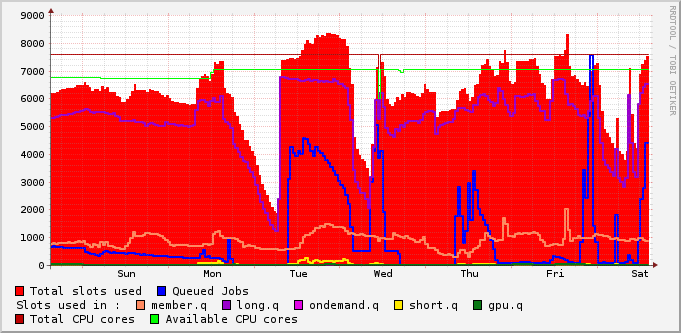 9000
8000
7000
6000
5000
4000
3000
2000
1000
0
Sun Mon Tue Wed Thu Fri Sat
RRDTOOL / TOBI OETIKER
Total slots used Queued Jobs
Slots used in : member.q long.q ondemand.q short.q gpu.q
Total CPU cores Available CPU cores